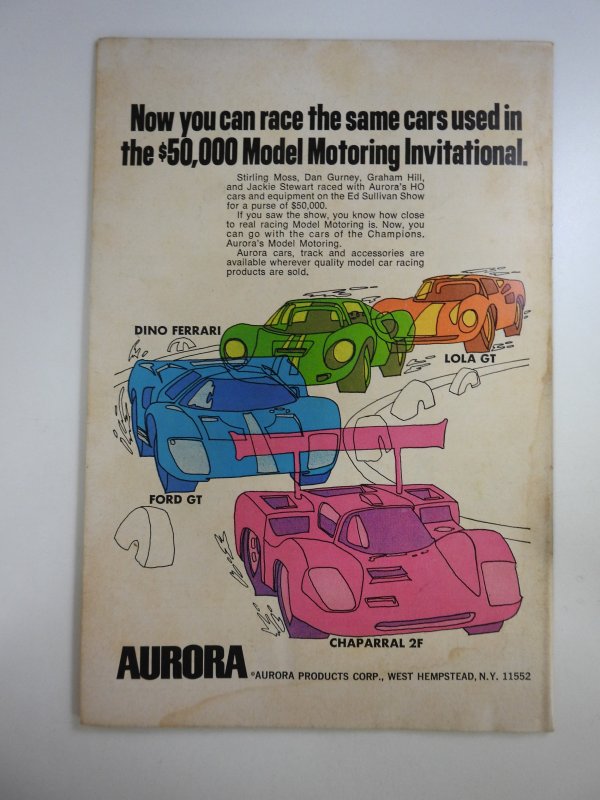 Now you can race the same cars used in
the $50,000 Model Motoring Invitational.
Stirling Moss, Dan Gurney, Graham Hill,
and Jackie Stewart raced with Aurora's HO
cars and equipment on the Ed Sullivan Show
for a purse of $50,000.
If you saw the show, you know how close
to real racing Model Motoring is. Now, you
can go with the cars of the Champions.
Aurora's Model Motoring.
Aurora cars, track and accessories are
available wherever quality model car racing
products are sold.
DINO FERRARI
LOLA GT
FORD GT
CHAPARRAL 2F
AURORA
©AURORA PRODUCTS CORP., WEST HEMPSTEAD, N.Y. 11552